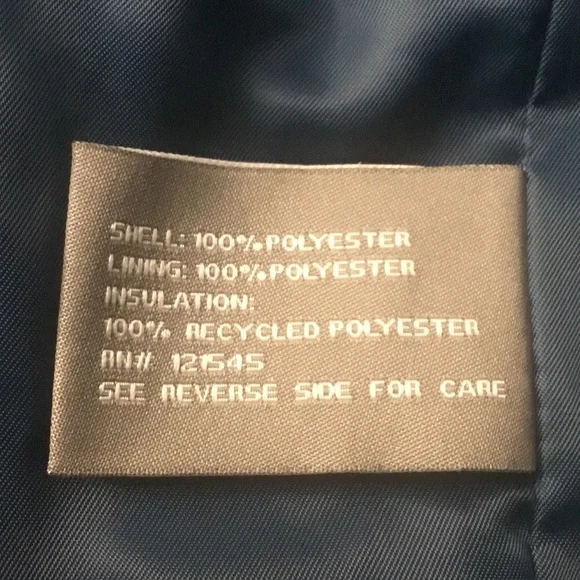 SHELL: 100% POLYESTER
LINING: 100% POLYESTER
INSULATION:
100% RECYCLED POLYESTER
RN# 121545
SEE REVERSE SIDE FOR CARE